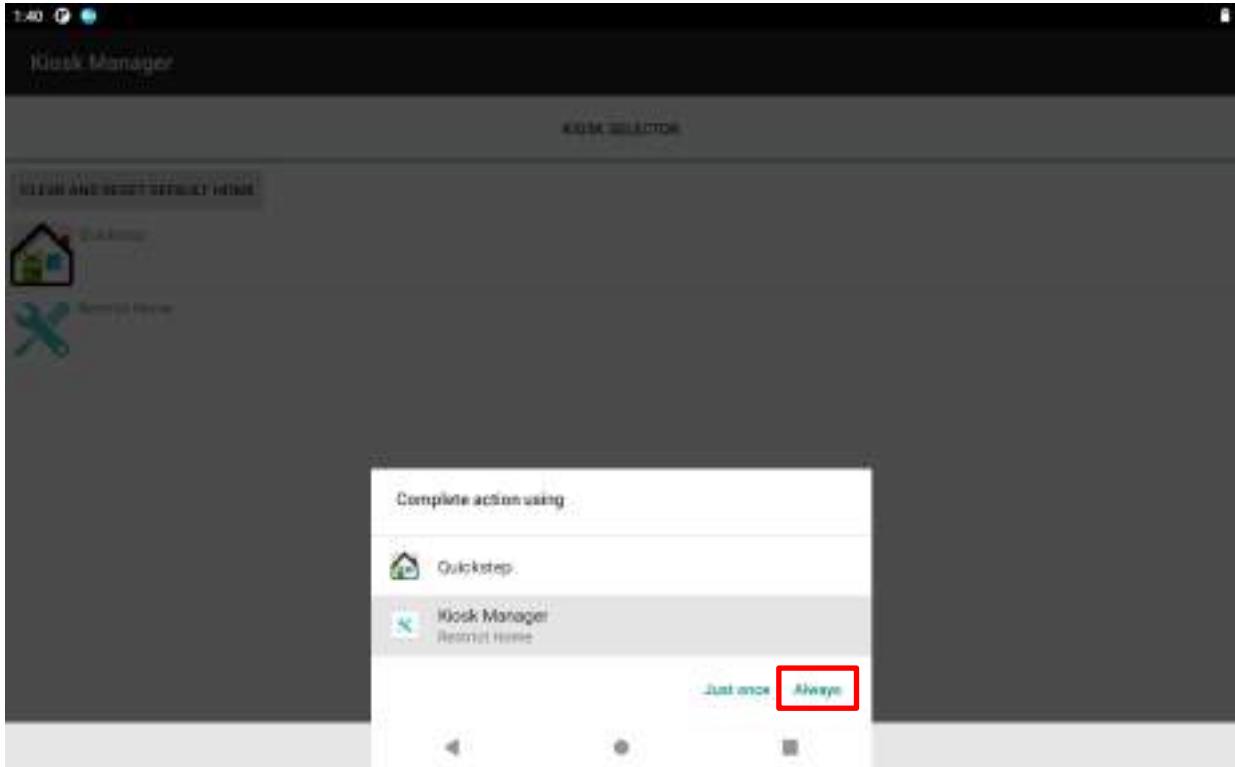 1:40
Kiosk Manager
KIOSK SELECTOR
CLEAR AND RESET DEFAULT HOME
Quickstep
Restrict Home
Complete action using
Quickstep
Kiosk Manager
Restrict Home
Just once Always